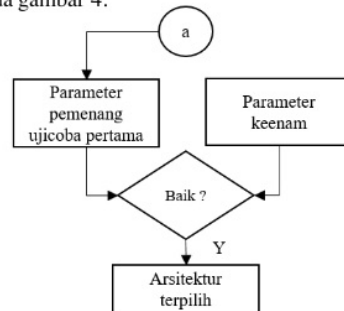 gambar 4.
a
Parameter
pemenang
ujicoba pertama
Parameter
keenam
Baik ?
Y
Arsitektur
terpilih